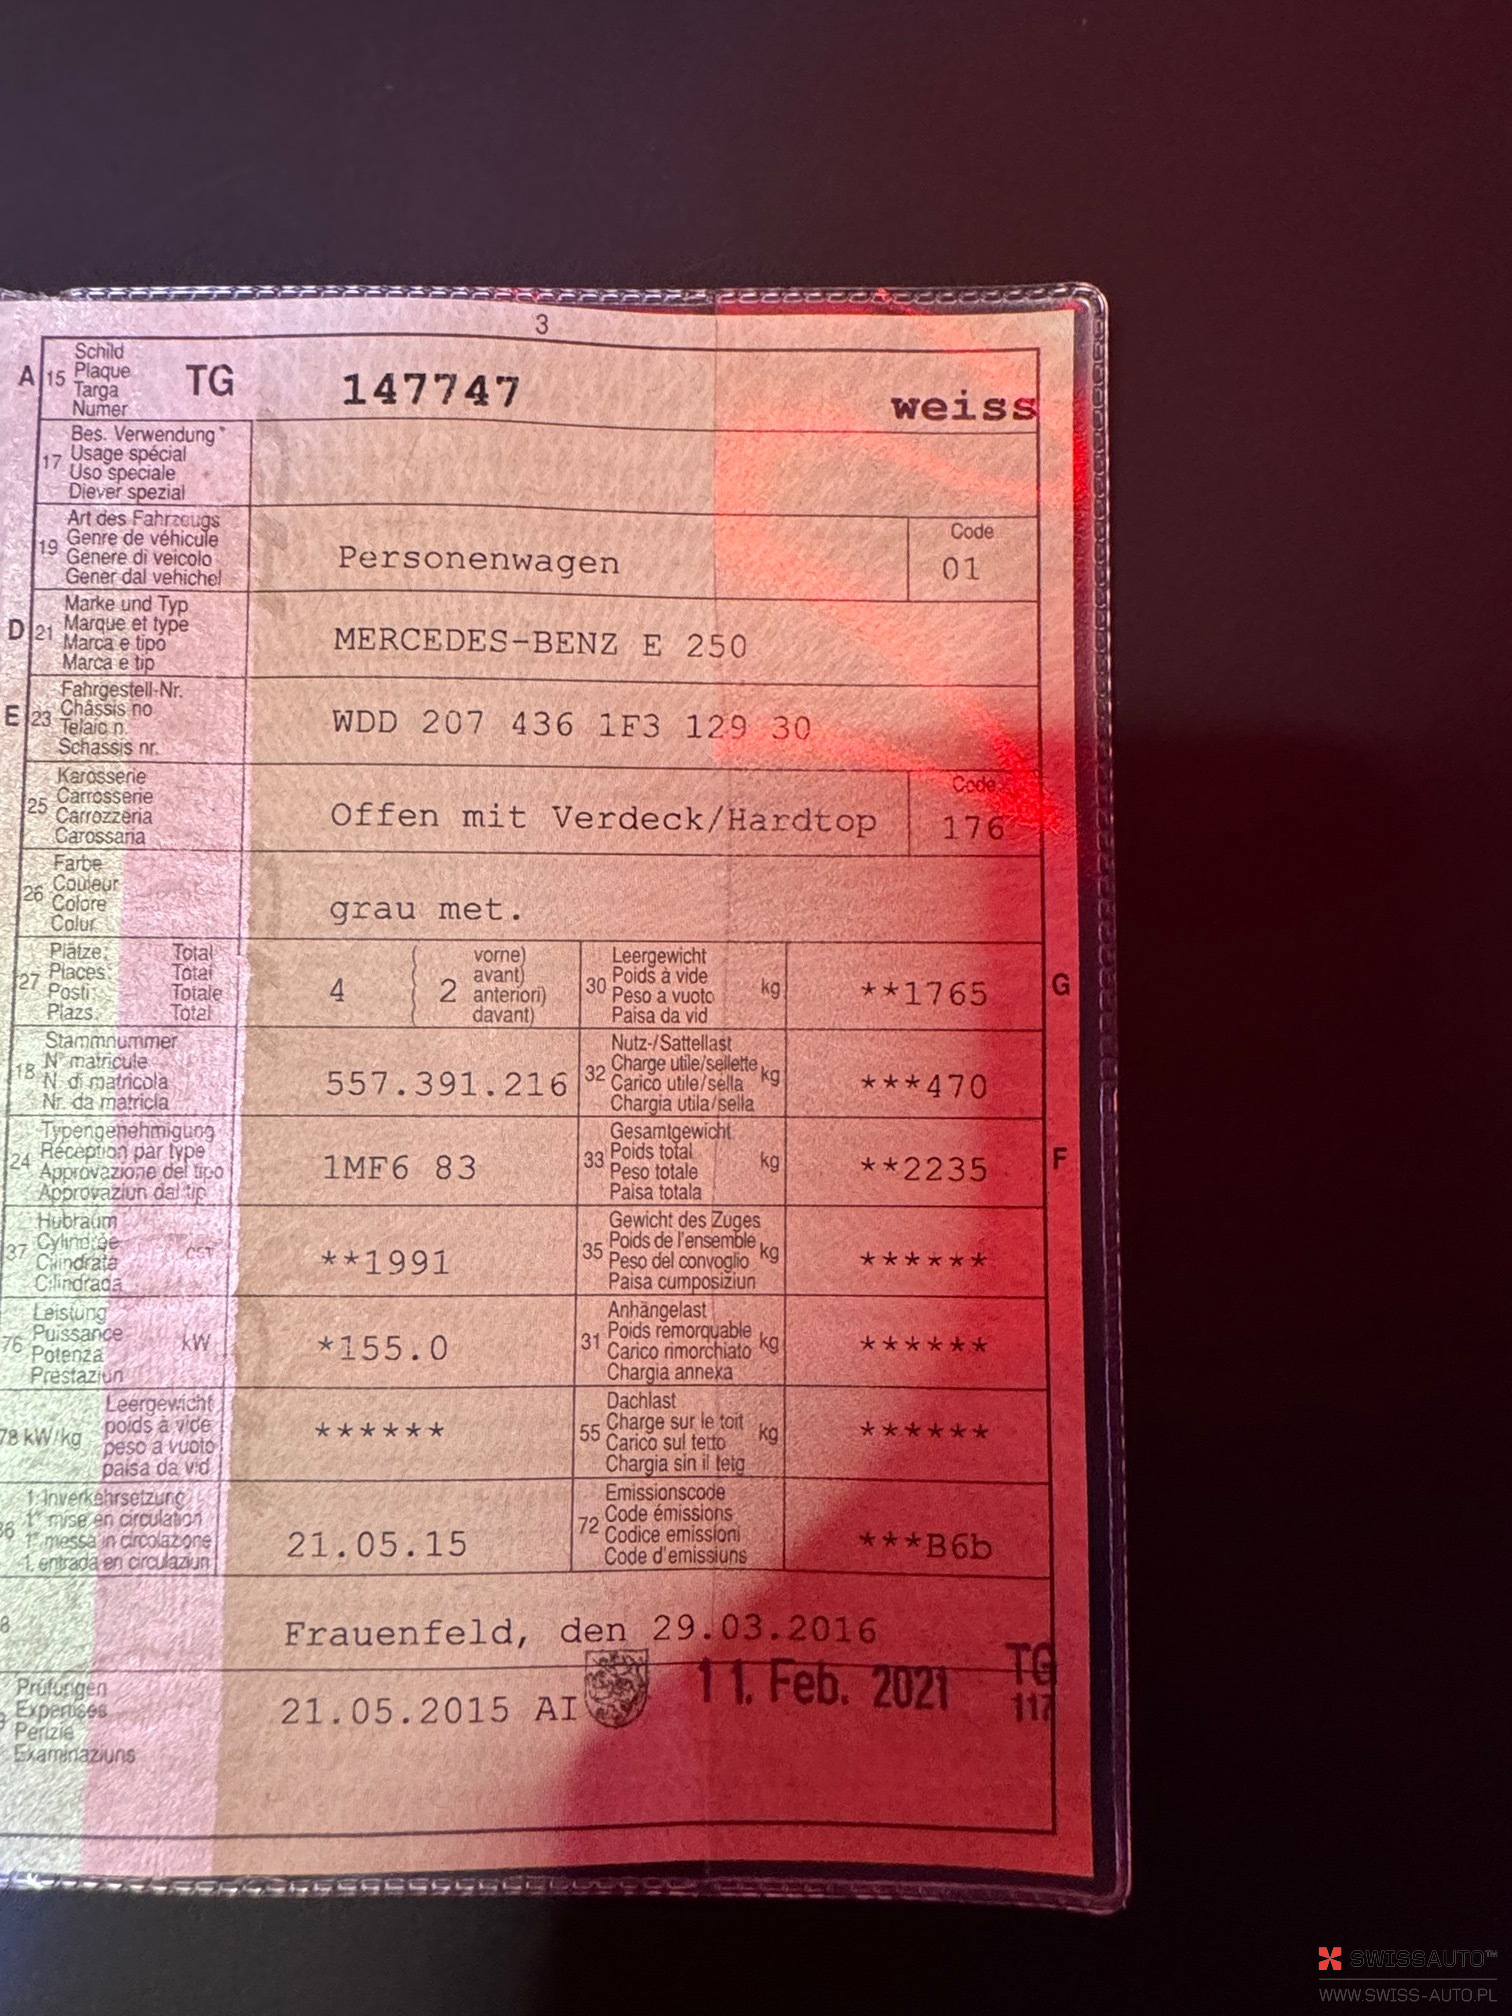 3
A 15 Schild
Plaque
Targa
Numer
TG 147747 weiss
17 Bes. Verwendung*
Usage spécial
Uso speciale
Diever spezial
19 Art des Fahrzeugs
Genre de véhicule
Genere di veicolo
Gener dal vehichel
Personenwagen
Code
01
D 21 Marke und Typ
Marque et type
Marca e tipo
Marca e tip
MERCEDES-BENZ E 250
E 23 Fahrgestell-Nr.
Châssis no
Telaio n.
Schassis nr.
WDD 207 436 1F3 129 30
25 Karosserie
Carrosserie
Carrozzeria
Carossaria
Offen mit Verdeck/Hardtop
Code
176
26 Farbe
Couleur
Colore
Colur
grau met.
27 Plätze: Total
Places: Total
Posti Totale
Plazs: Total
4 2 vorne)
avant)
anteriori)
davant)
30 Leergewicht
Poids à vide
Peso a vuoto
Paisa da vid
kg **1765 G
18 Stammnummer
N° matricule
N. di matricola
Nr. da matricla
557.391.216
32 Nutz-/Sattellast
Charge utile/sellette
Carico utile/sella
Chargia utila/sella
kg ***470
24 Typengenehmigung
Réception par type
Approvazione del tipo
Approvaziun dal tip
1MF6 83
33 Gesamtgewicht
Poids total
Peso totale
Paisa totala
kg **2235 F
37 Hubraum
Cylindrée
Cilindrata
Cilindrada
**1991
35 Gewicht des Zuges
Poids de l'ensemble
Peso del convoglio
Paisa cumposiziun
kg ******
76 Leistung
Puissance
Potenza
Prestaziun
kW *155.0
31 Anhängelast
Poids remorquable
Carico rimorchiato
Chargia annexa
kg ******
78 kW/kg Leergewicht
poids à vide
peso a vuoto
paisa da vid
******
55 Dachlast
Charge sur le toit
Carico sul tetto
Chargia sin il tetg
kg ******
36 1. Inverkehrsetzung
1re mise en circulation
1a messa in circolazione
1. entrada en circulaziun
21.05.15
72 Emissionscode
Code émissions
Codice emissioni
Code d'emissiuns
***B6b
8
Frauenfeld, den 29.03.2016
Prüfungen
Expertises
Perizie
Examinaziuns
21.05.2015 AI
11. Feb. 2021
TG
117
SWISSAUTO™
WWW.SWISS-AUTO.PL